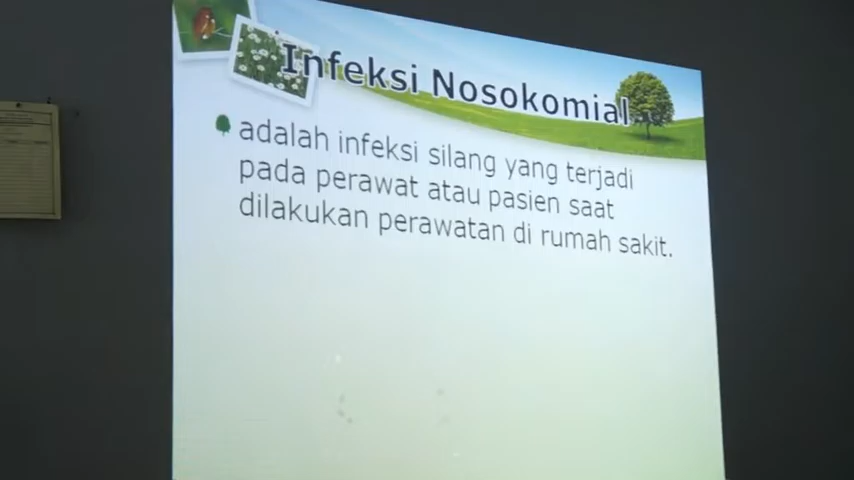 Infeksi Nosokomial
adalah infeksi silang yang terjadi
pada perawat atau pasien saat
dilakukan perawatan di rumah sakit.